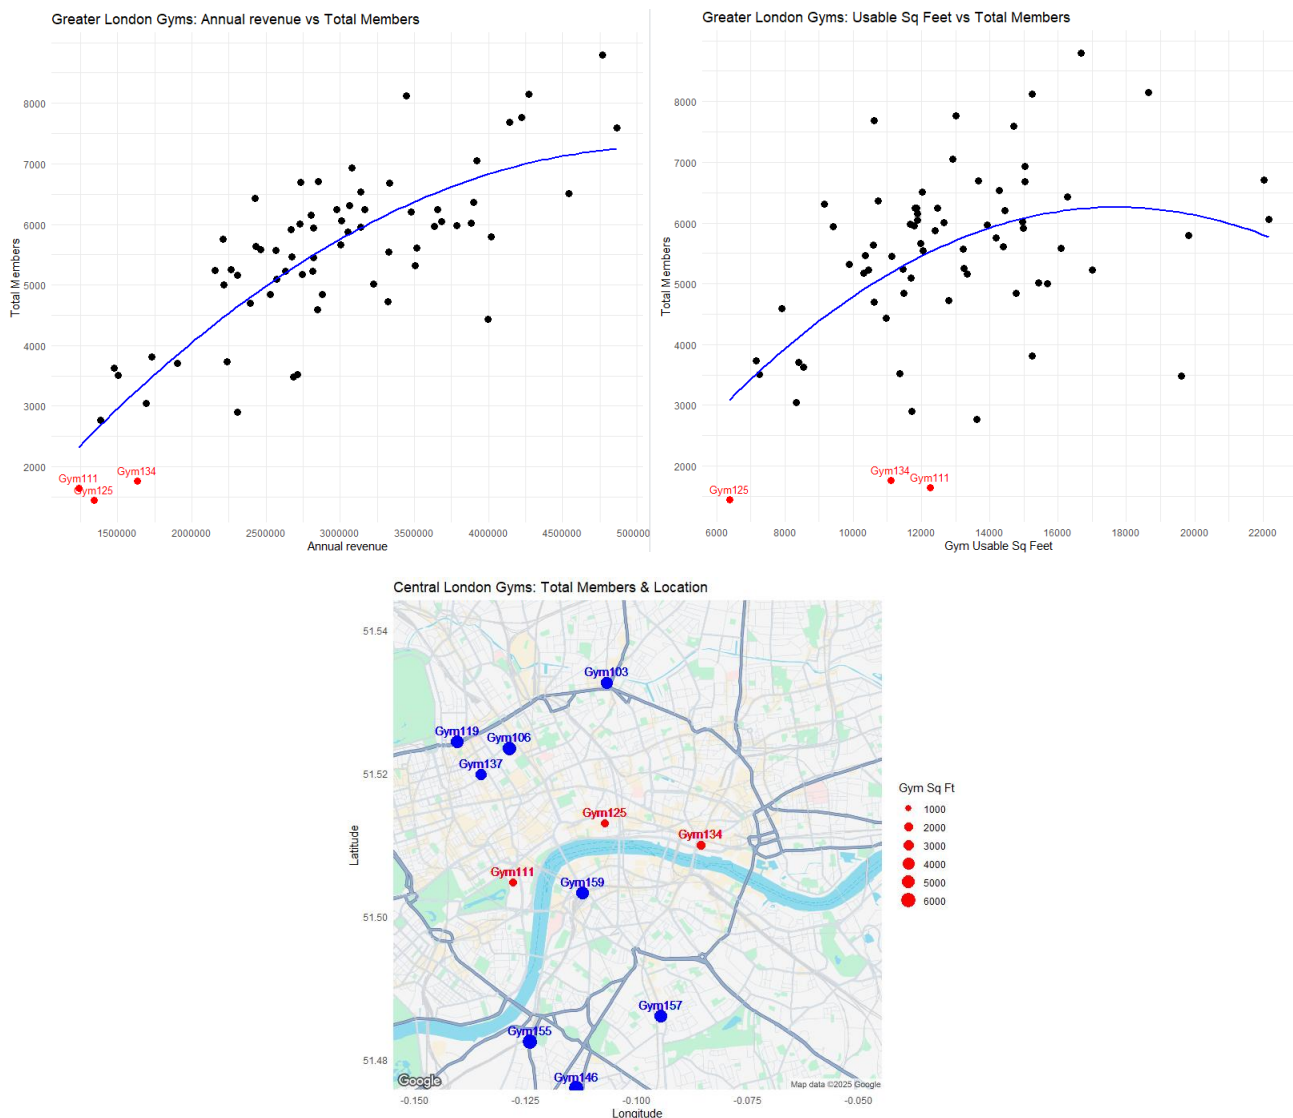 Greater London Gyms: Annual revenue vs Total Members
Total Members
8000
7000
6000
5000
4000
3000
2000
Gym134
Gym111
Gym125
1500000 2000000 2500000 3000000 3500000 4000000 4500000 5000000
Annual revenue
Greater London Gyms: Usable Sq Feet vs Total Members
Total Members
8000
7000
6000
5000
4000
3000
2000
Gym134
Gym111
Gym125
6000 8000 10000 12000 14000 16000 18000 20000 22000
Gym Usable Sq Feet
Central London Gyms: Total Members & Location
Latitude
51.54
51.52
51.50
51.48
Gym103
Gym119
Gym106
Gym137
Gym125
Gym134
Gym111
Gym159
Gym157
Gym155
Gym146
Google
Map data ©2025 Google
-0.150 -0.125 -0.100 -0.075 -0.050
Longitude
Gym Sq Ft
1000
2000
3000
4000
5000
6000